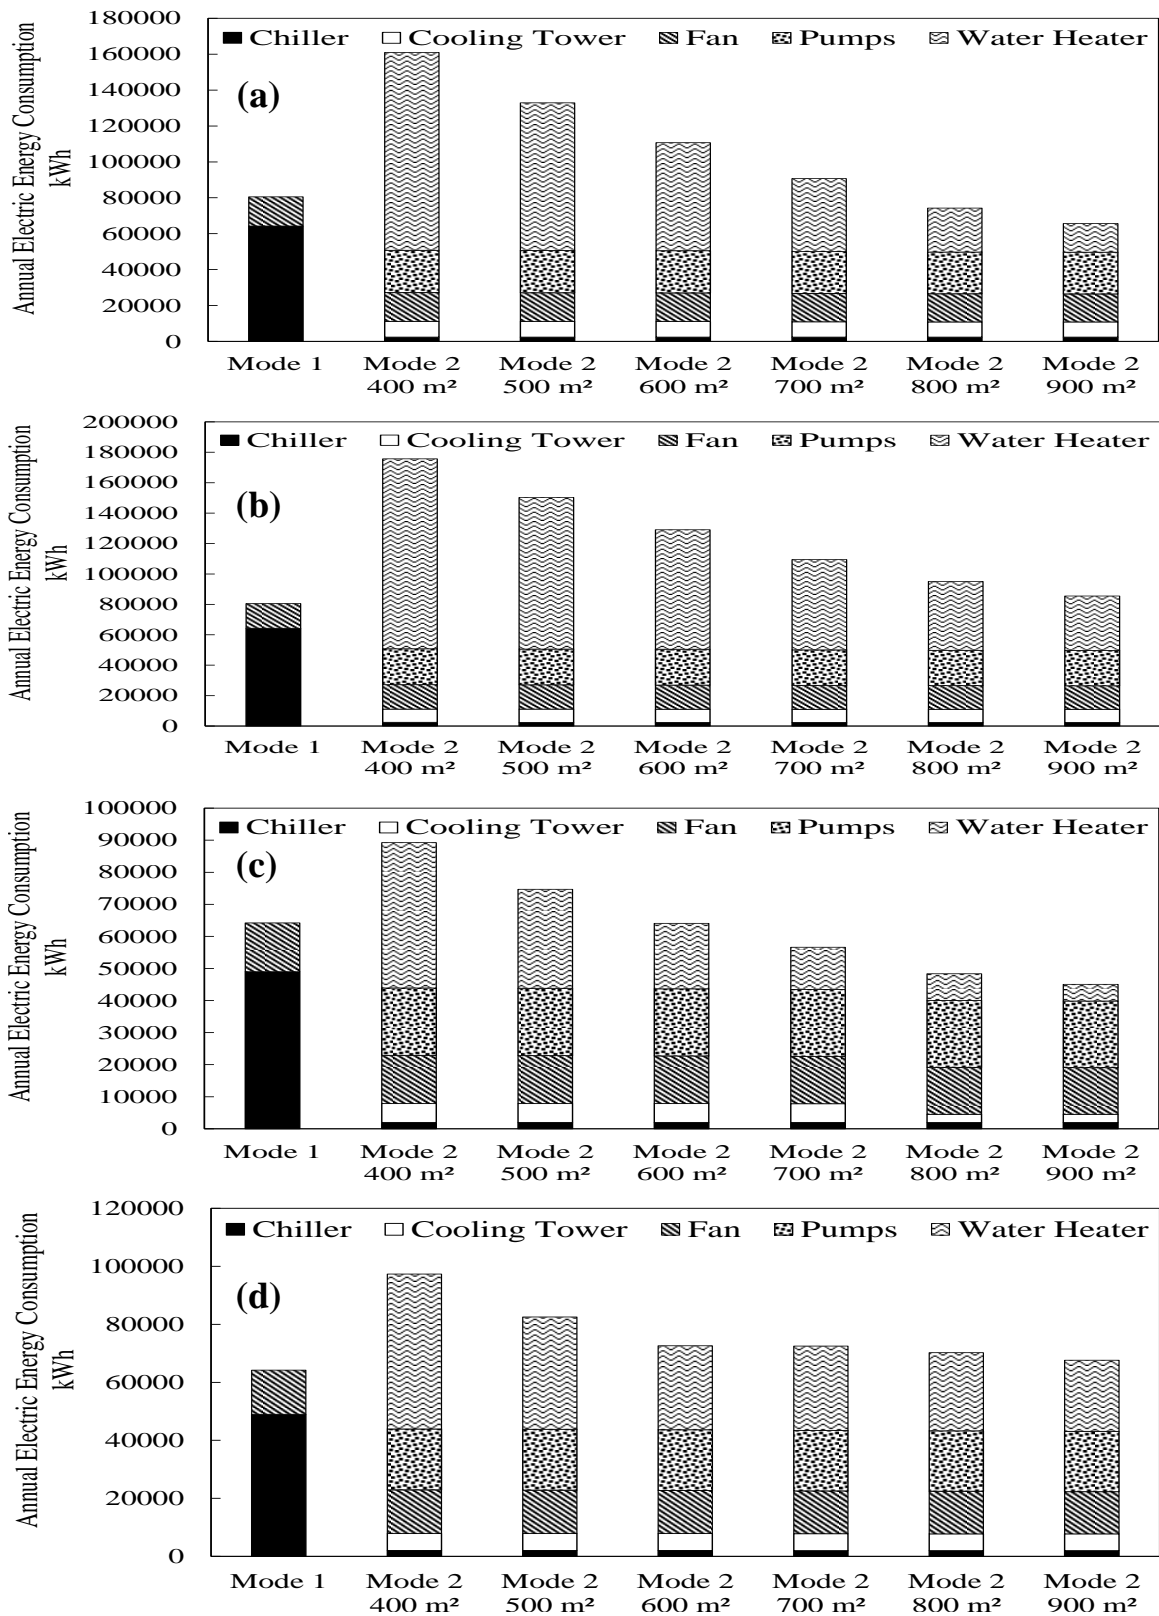 Annual Electric Energy Consumption
kWh
180000
160000
140000
120000
100000
80000
60000
40000
20000
0
Chiller Cooling Tower Fan Pumps Water Heater
(a)
Mode 1 Mode 2 Mode 2 Mode 2 Mode 2 Mode 2 Mode 2
400 m² 500 m² 600 m² 700 m² 800 m² 900 m²
Annual Electric Energy Consumption
kWh
200000
180000
160000
140000
120000
100000
80000
60000
40000
20000
0
Chiller Cooling Tower Fan Pumps Water Heater
(b)
Mode 1 Mode 2 Mode 2 Mode 2 Mode 2 Mode 2 Mode 2
400 m² 500 m² 600 m² 700 m² 800 m² 900 m²
Annual Electric Energy Consumption
kWh
100000
90000
80000
70000
60000
50000
40000
30000
20000
10000
0
Chiller Cooling Tower Fan Pumps Water Heater
(c)
Mode 1 Mode 2 Mode 2 Mode 2 Mode 2 Mode 2 Mode 2
400 m² 500 m² 600 m² 700 m² 800 m² 900 m²
Annual Electric Energy Consumption
kWh
120000
100000
80000
60000
40000
20000
0
Chiller Cooling Tower Fan Pumps Water Heater
(d)
Mode 1 Mode 2 Mode 2 Mode 2 Mode 2 Mode 2 Mode 2
400 m² 500 m² 600 m² 700 m² 800 m² 900 m²